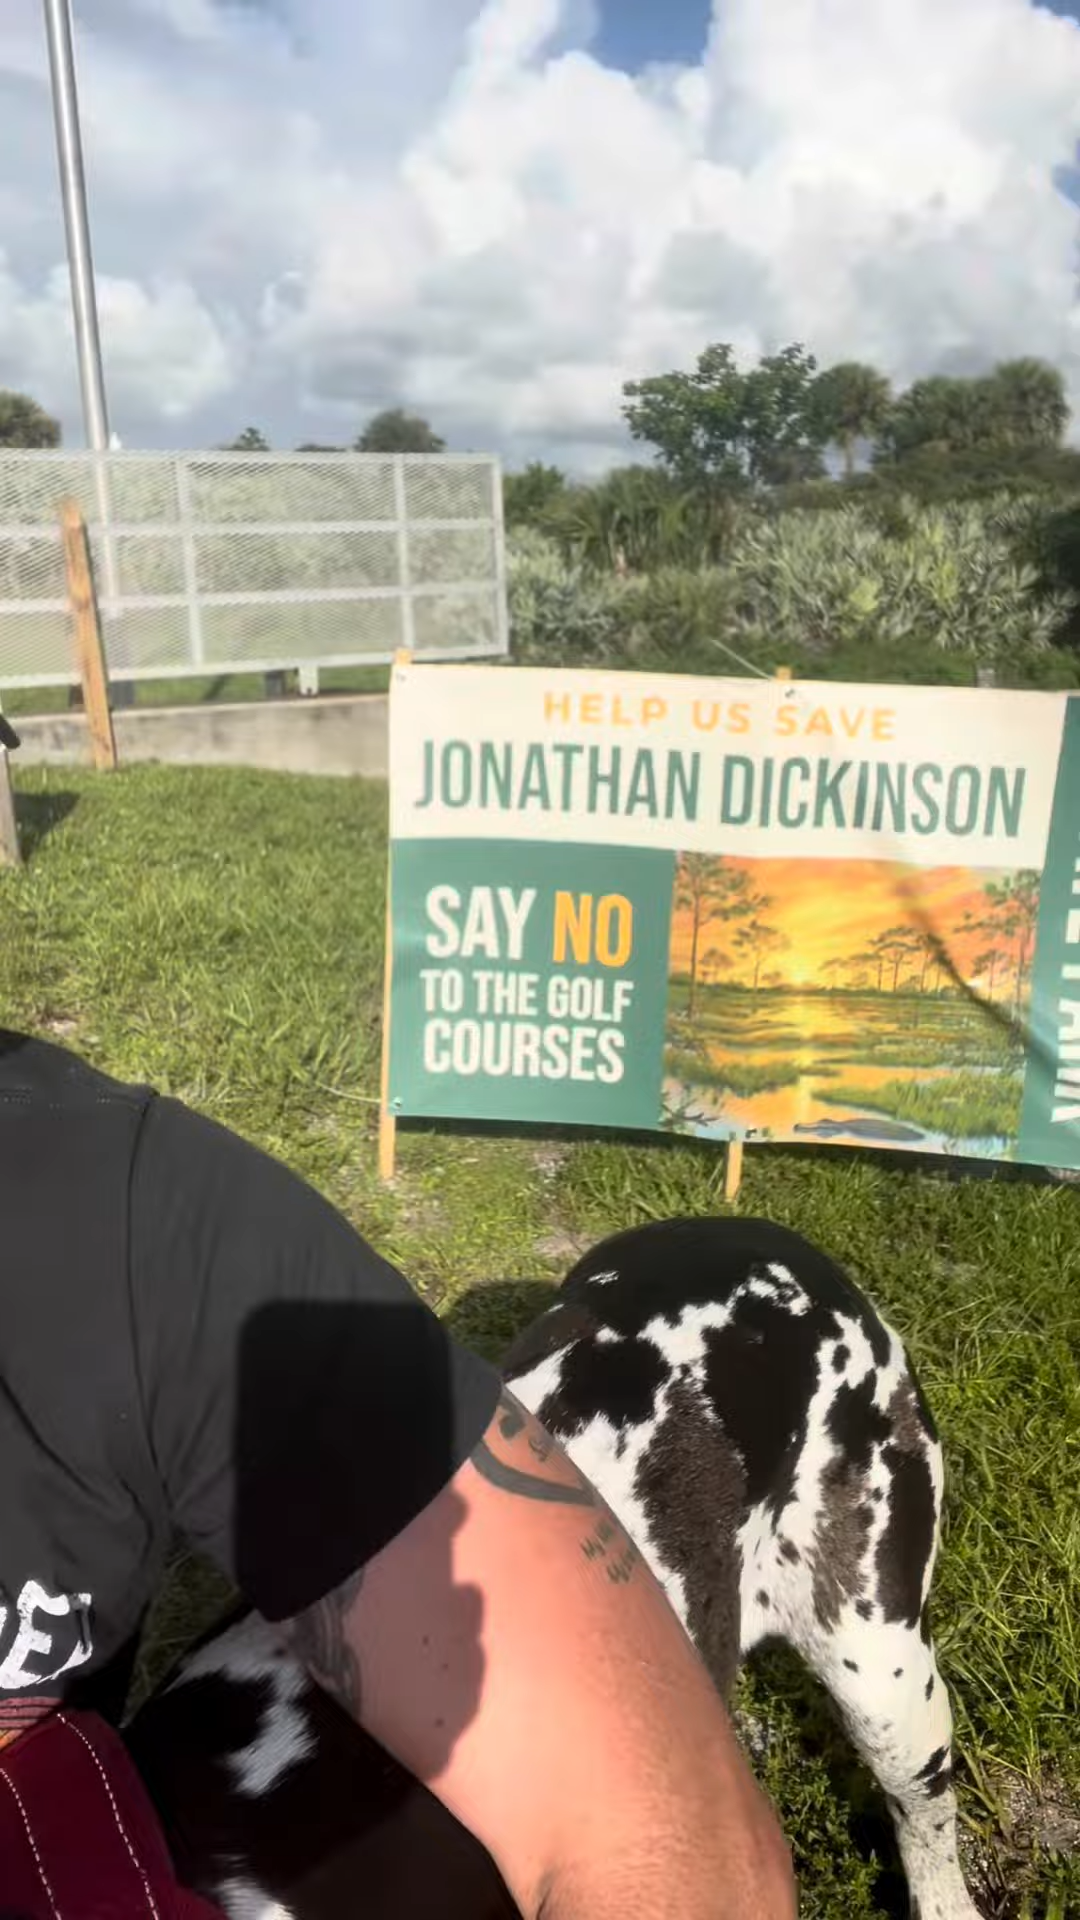 HELP US SAVE
JONATHAN DICKINSON
SAY NO
TO THE GOLF
COURSES